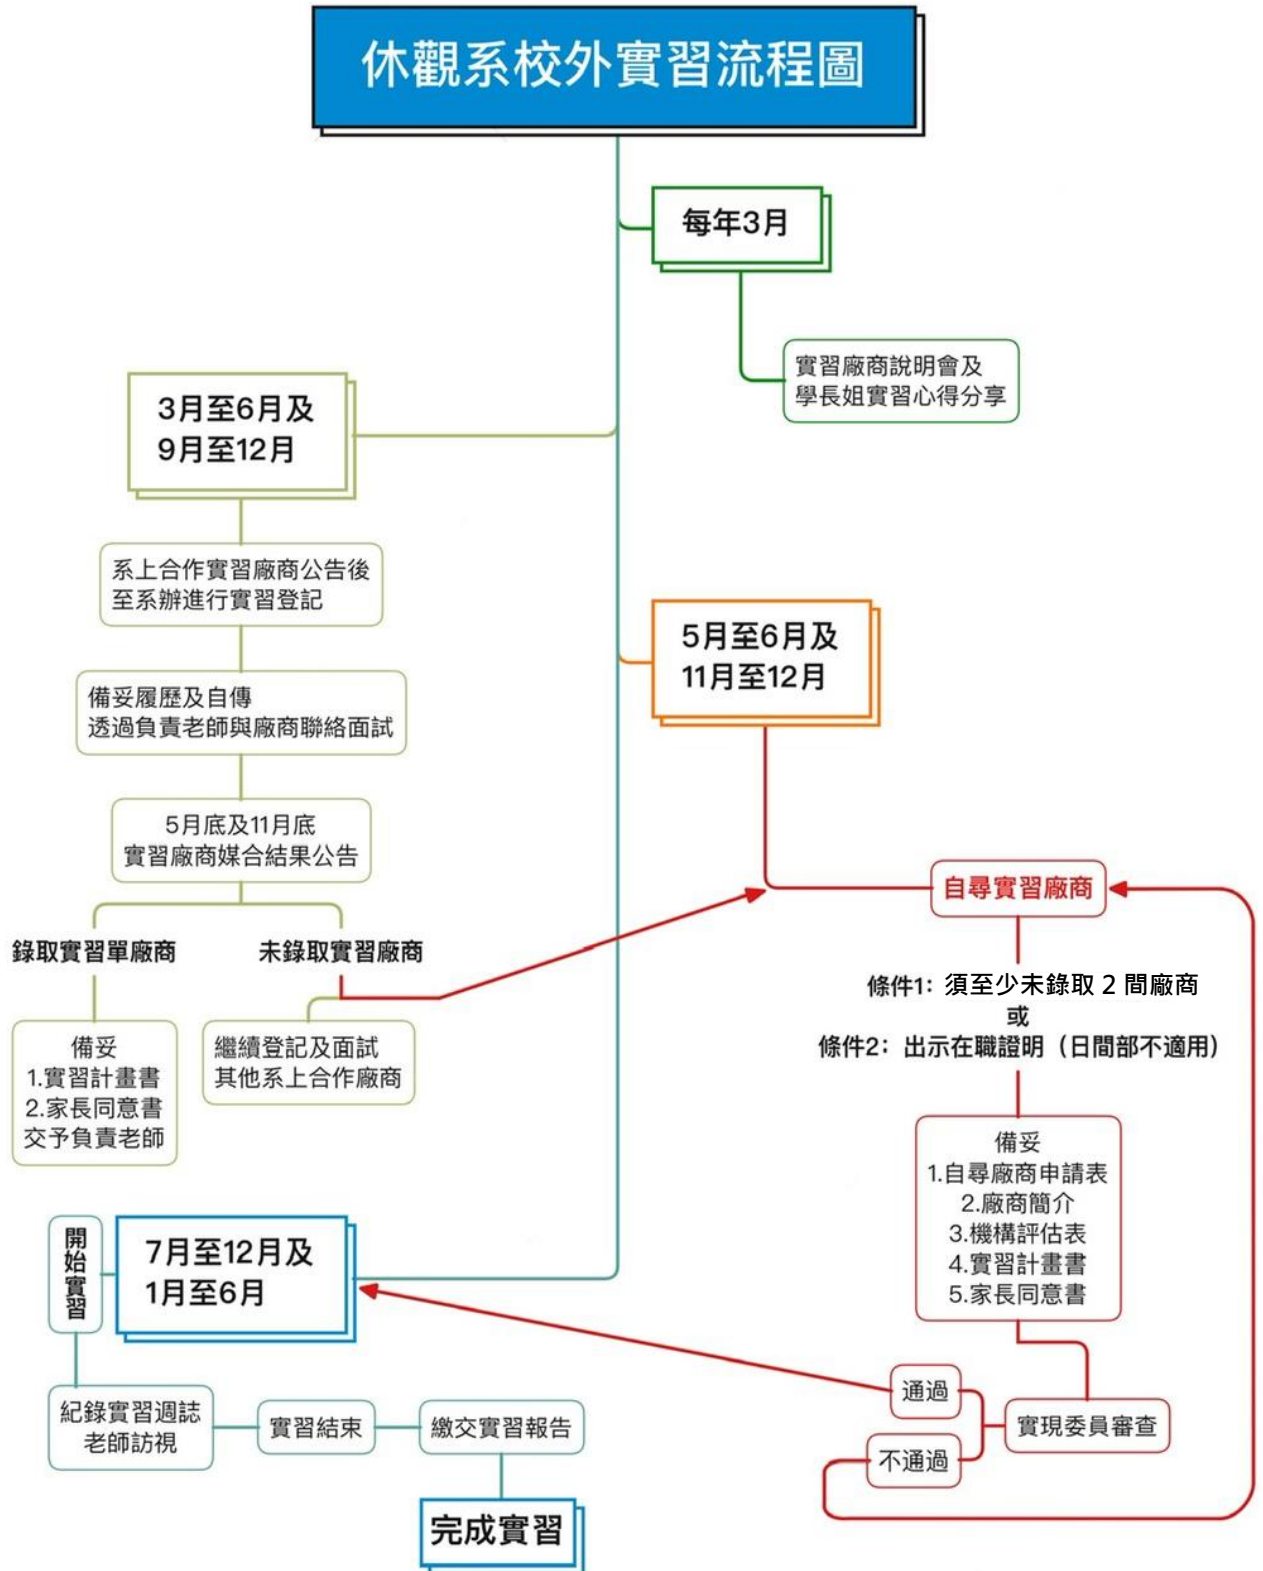 休觀系校外實習流程圖
每年3月
實習廠商說明會及
學長姐實習心得分享
3月至6月及
9月至12月
系上合作實習廠商公告後
至系辦進行實習登記
備妥履歷及自傳
透過負責老師與廠商聯絡面試
5月底及11月底
實習廠商媒合結果公告
錄取實習單廠商
未錄取實習廠商
備妥
1.實習計畫書
2.家長同意書
交予負責老師
繼續登記及面試
其他系上合作廠商
5月至6月及
11月至12月
自尋實習廠商
條件1：須至少未錄取 2 間廠商
或
條件2：出示在職證明（日間部不適用）
備妥
1.自尋廠商申請表
2.廠商簡介
3.機構評估表
4.實習計畫書
5.家長同意書
實現委員審查
通過
不通過
7月至12月及
1月至6月
開始實習
紀錄實習週誌
老師訪視
實習結束
繳交實習報告
完成實習